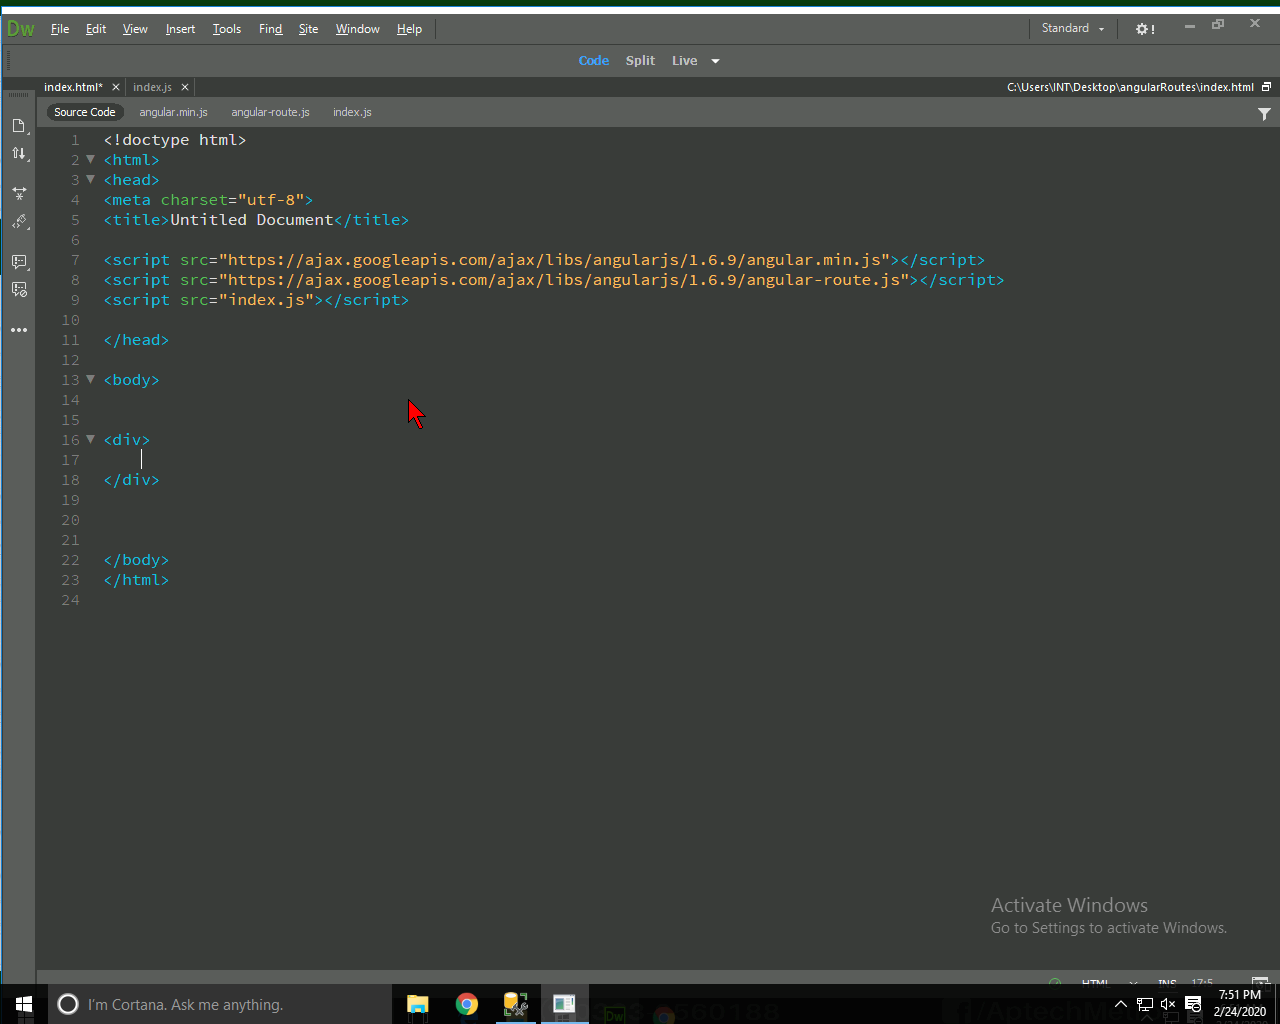 Dw File Edit View Insert Tools Find Site Window Help Standard
Code Split Live
index.html* index.js C:\Users\INT\Desktop\angularRoutes\index.html
Source Code angular.min.js angular-route.js index.js
1 <!doctype html>
2 <html>
3 <head>
4 <meta charset="utf-8">
5 <title>Untitled Document</title>
6
7 <script src="https://ajax.googleapis.com/ajax/libs/angularjs/1.6.9/angular.min.js"></script>
8 <script src="https://ajax.googleapis.com/ajax/libs/angularjs/1.6.9/angular-route.js"></script>
9 <script src="index.js"></script>
10
11 </head>
12
13 <body>
14
15
16 <div>
17
18 </div>
19
20
21
22 </body>
23 </html>
24
Activate Windows
Go to Settings to activate Windows.
HTML INS 17:5
I'm Cortana. Ask me anything.
7:51 PM
2/24/2020